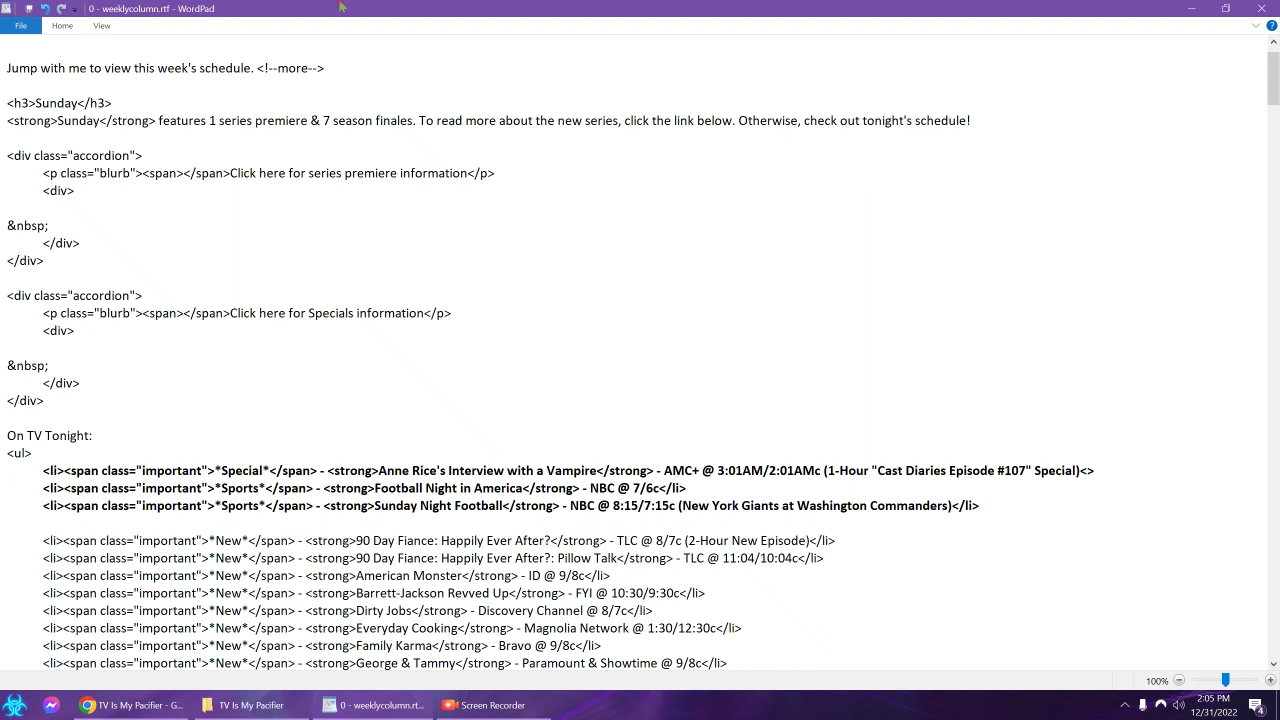 0 - weeklycolumn.rtf - WordPad
File Home View
Jump with me to view this week's schedule. <!--more-->
<h3>Sunday</h3>
<strong>Sunday</strong> features 1 series premiere & 7 season finales. To read more about the new series, click the link below. Otherwise, check out tonight's schedule!
<div class="accordion">
<p class="blurb"><span></span>Click here for series premiere information</p>
<div>
&nbsp;
</div>
</div>
<div class="accordion">
<p class="blurb"><span></span>Click here for Specials information</p>
<div>
&nbsp;
</div>
</div>
On TV Tonight:
<ul>
<li><span class="important">*Special*</span> - <strong>Anne Rice's Interview with a Vampire</strong> - AMC+ @ 3:01AM/2:01AMc (1-Hour "Cast Diaries Episode #107" Special)<>
<li><span class="important">*Sports*</span> - <strong>Football Night in America</strong> - NBC @ 7/6c</li>
<li><span class="important">*Sports*</span> - <strong>Sunday Night Football</strong> - NBC @ 8:15/7:15c (New York Giants at Washington Commanders)</li>
<li><span class="important">*New*</span> - <strong>90 Day Fiance: Happily Ever After?</strong> - TLC @ 8/7c (2-Hour New Episode)</li>
<li><span class="important">*New*</span> - <strong>90 Day Fiance: Happily Ever After?: Pillow Talk</strong> - TLC @ 11:04/10:04c</li>
<li><span class="important">*New*</span> - <strong>American Monster</strong> - ID @ 9/8c</li>
<li><span class="important">*New*</span> - <strong>Barrett-Jackson Revved Up</strong> - FYI @ 10:30/9:30c</li>
<li><span class="important">*New*</span> - <strong>Dirty Jobs</strong> - Discovery Channel @ 8/7c</li>
<li><span class="important">*New*</span> - <strong>Everyday Cooking</strong> - Magnolia Network @ 1:30/12:30c</li>
<li><span class="important">*New*</span> - <strong>Family Karma</strong> - Bravo @ 9/8c</li>
<li><span class="important">*New*</span> - <strong>George & Tammy</strong> - Paramount & Showtime @ 9/8c</li>
100%
TV Is My Pacifier - G... TV Is My Pacifier 0 - weeklycolumn.rt... Screen Recorder
2:05 PM
12/31/2022
4